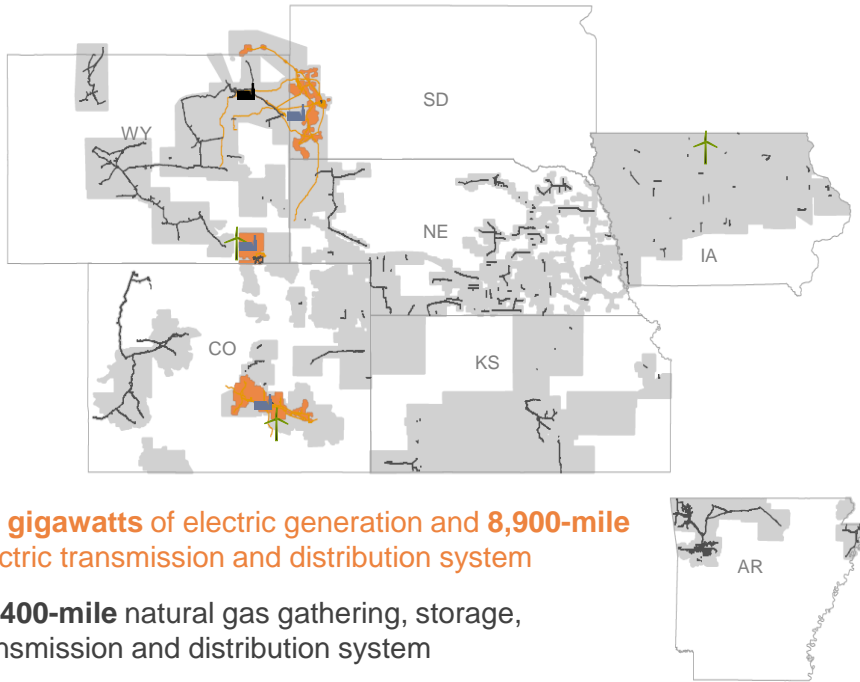 SD
WY
NE
IA
CO
KS
gigawatts of electric generation and 8,900-mile
ctric transmission and distribution system
AR
400-mile natural gas gathering, storage,
nsmission and distribution system